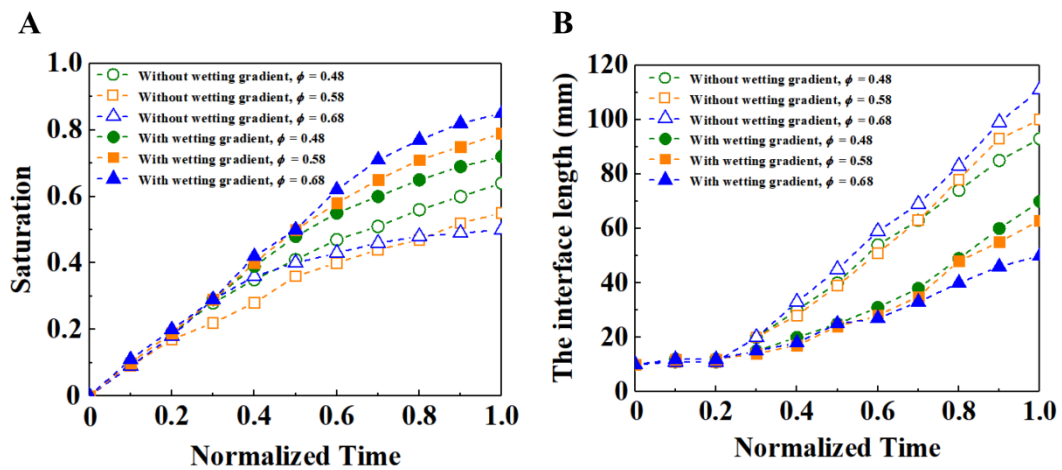 A
B
Saturation
1.0
0.8
0.6
0.4
0.2
0
Without wetting gradient, ϕ = 0.48
Without wetting gradient, ϕ = 0.58
Without wetting gradient, ϕ = 0.68
With wetting gradient, ϕ = 0.48
With wetting gradient, ϕ = 0.58
With wetting gradient, ϕ = 0.68
0 0.2 0.4 0.6 0.8 1.0
Normalized Time
The interface length (mm)
120
100
80
60
40
20
0
Without wetting gradient, ϕ = 0.48
Without wetting gradient, ϕ = 0.58
Without wetting gradient, ϕ = 0.68
With wetting gradient, ϕ = 0.48
With wetting gradient, ϕ = 0.58
With wetting gradient, ϕ = 0.68
0 0.2 0.4 0.6 0.8 1.0
Normalized Time